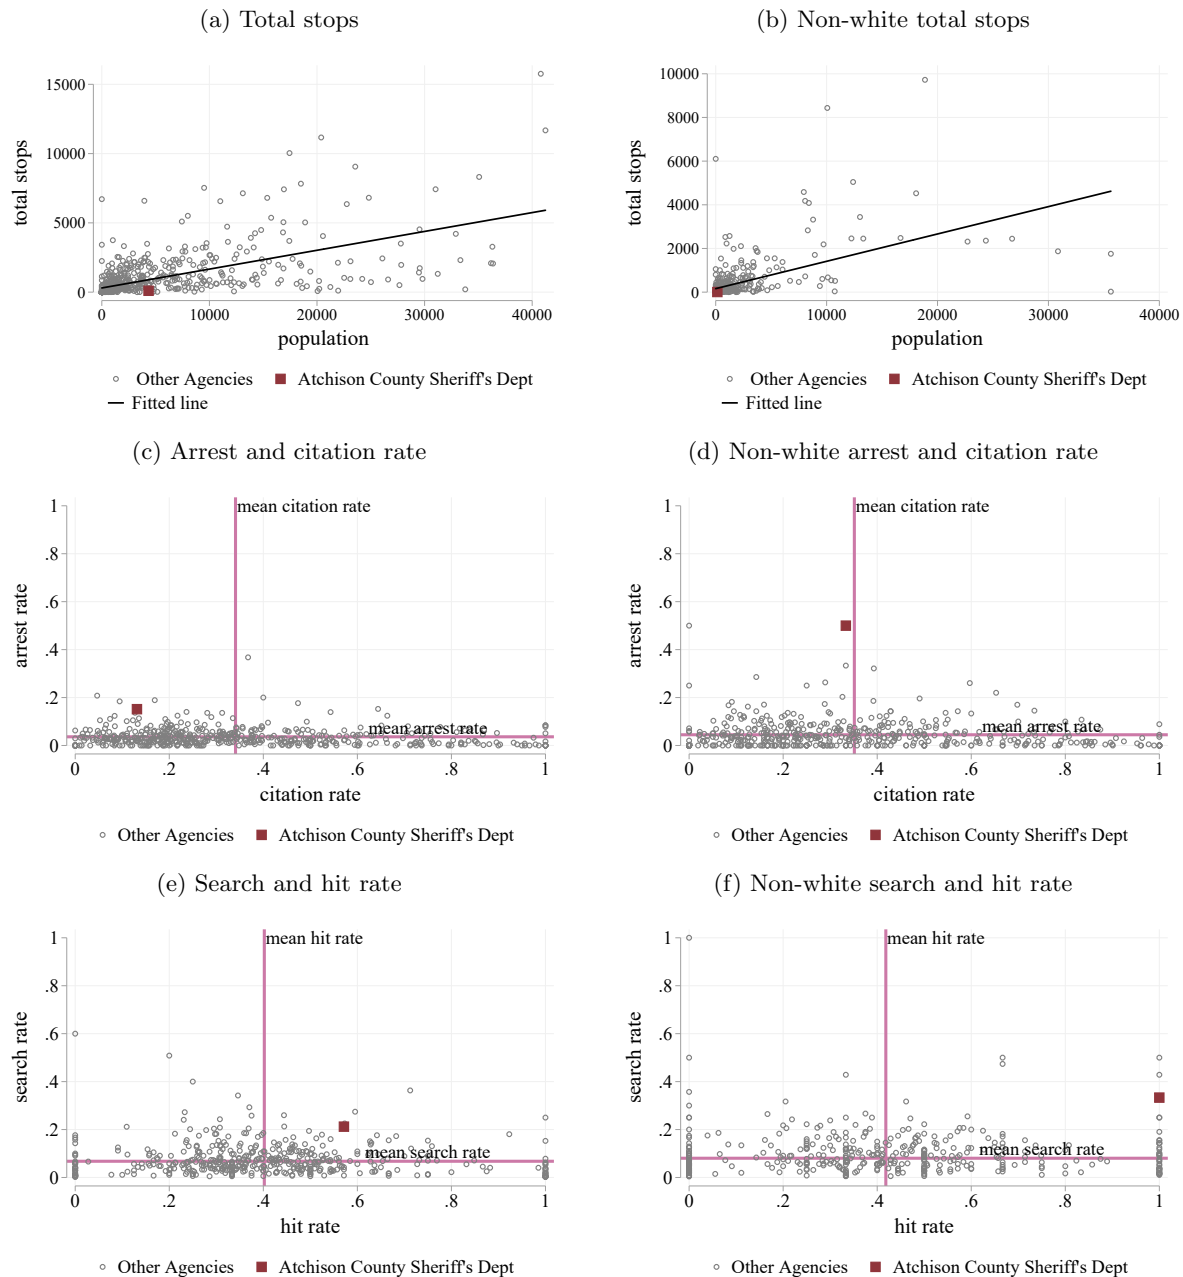 (a) Total stops
15000
10000
5000
0
total stops
0 10000 20000 30000 40000
population
Other Agencies Atchison County Sheriff's Dept
Fitted line
(b) Non-white total stops
10000
8000
6000
4000
2000
0
total stops
0 10000 20000 30000 40000
population
Other Agencies Atchison County Sheriff's Dept
Fitted line
(c) Arrest and citation rate
mean citation rate
1
.8
.6
.4
.2
0
arrest rate
mean arrest rate
0 .2 .4 .6 .8 1
citation rate
Other Agencies Atchison County Sheriff's Dept
(d) Non-white arrest and citation rate
mean citation rate
1
.8
.6
.4
.2
0
arrest rate
mean arrest rate
0 .2 .4 .6 .8 1
citation rate
Other Agencies Atchison County Sheriff's Dept
(e) Search and hit rate
mean hit rate
1
.8
.6
.4
.2
0
search rate
mean search rate
0 .2 .4 .6 .8 1
hit rate
Other Agencies Atchison County Sheriff's Dept
(f) Non-white search and hit rate
mean hit rate
1
.8
.6
.4
.2
0
search rate
mean search rate
0 .2 .4 .6 .8 1
hit rate
Other Agencies Atchison County Sheriff's Dept